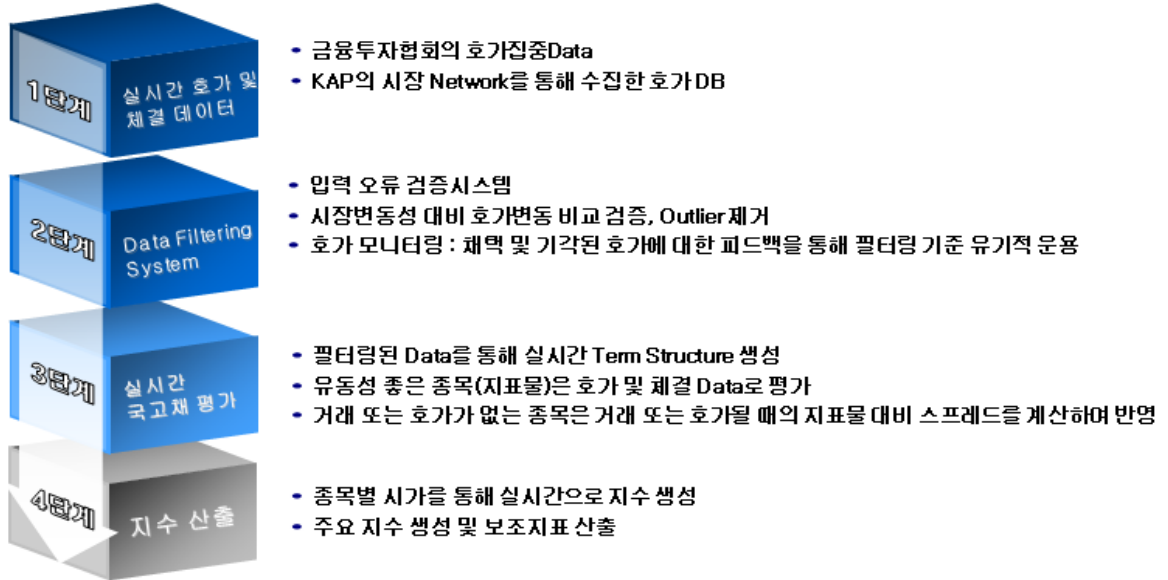 1단계
실시간 호가 및
체결 데이터
• 금융투자협회의 호가집중Data
• KAP의 시장 Network를 통해 수집한 호가 DB
2단계
Data Filtering
System
• 입력 오류 검증시스템
• 시장변동성 대비 호가변동 비교 검증, Outlier 제거
• 호가 모니터링 : 채택 및 기각된 호가에 대한 피드백을 통해 필터링 기준 유기적 운용
3단계
실시간
국고채 평가
• 필터링된 Data를 통해 실시간 Term Structure 생성
• 유동성 좋은 종목(지표물)은 호가 및 체결 Data로 평가
• 거래 또는 호가가 없는 종목은 거래 또는 호가될 때의 지표물 대비 스프레드를 계산하여 반영
4단계
지수 산출
• 종목별 시가를 통해 실시간으로 지수 생성
• 주요 지수 생성 및 보조지표 산출